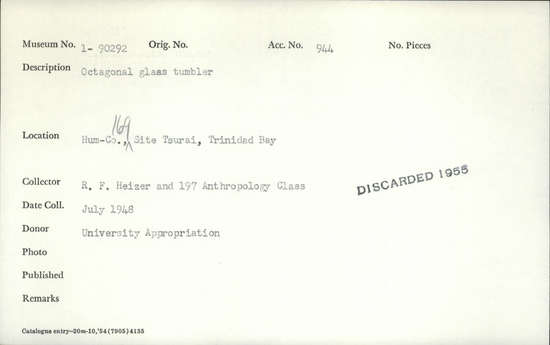 Museum No. 1- 90292 Orig. No. Acc. No. 944 No. Pieces
Description Octagonal glass tumbler
169
Location Hum-Co., Site Tsurai, Trinidad Bay
Collector R. F. Heizer and 197 Anthropology Class
DISCARDED 1955
Date Coll. July 1948
Donor University Appropriation
Photo
Published
Remarks
Catalogue entry—20m-10,'54(7905)4135